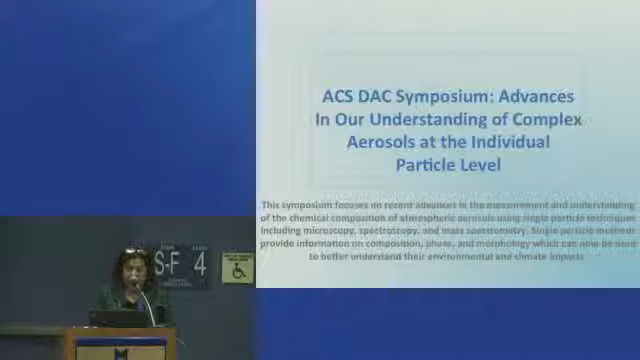 ACS DAC Symposium: Advances
In Our Understanding of Complex
Aerosols at the Individual
Particle Level
This symposium focuses on recent advances in the measurement and understanding
of the chemical composition of atmospheric aerosols using single particle techniques
including microscopy, spectroscopy, and mass spectrometry. Single particle methods
provide information on composition, phase, and morphology which can now be used
to better understand their environmental and climate impacts
S-F 4